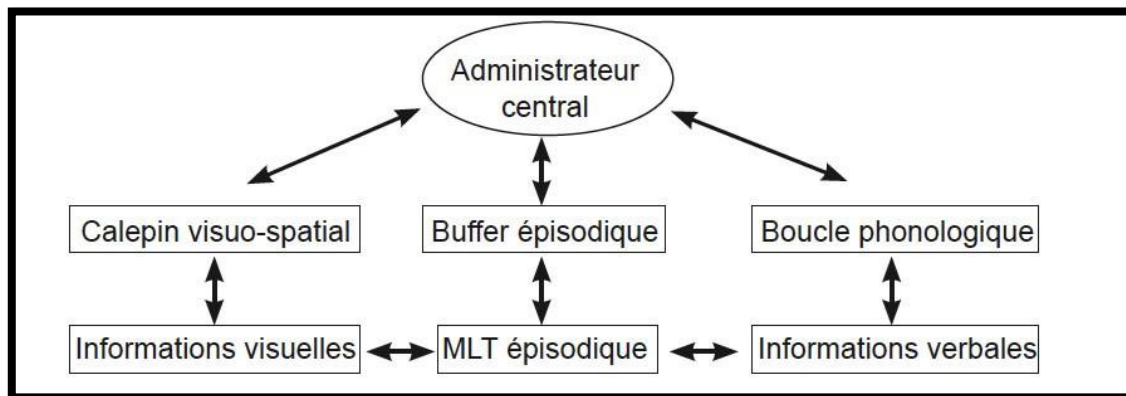 Administrateur
central
Calepin visuo-spatial
Buffer épisodique
Boucle phonologique
Informations visuelles
MLT épisodique
Informations verbales